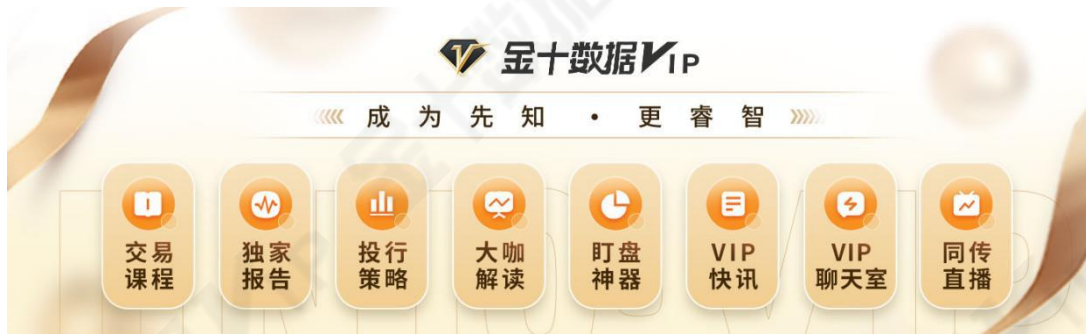 金十数据VIP
成为先知·更睿智
交易
课程
独家
报告
投行
策略
大咖
解读
盯盘
神器
VIP
快讯
VIP
聊天室
同传
直播